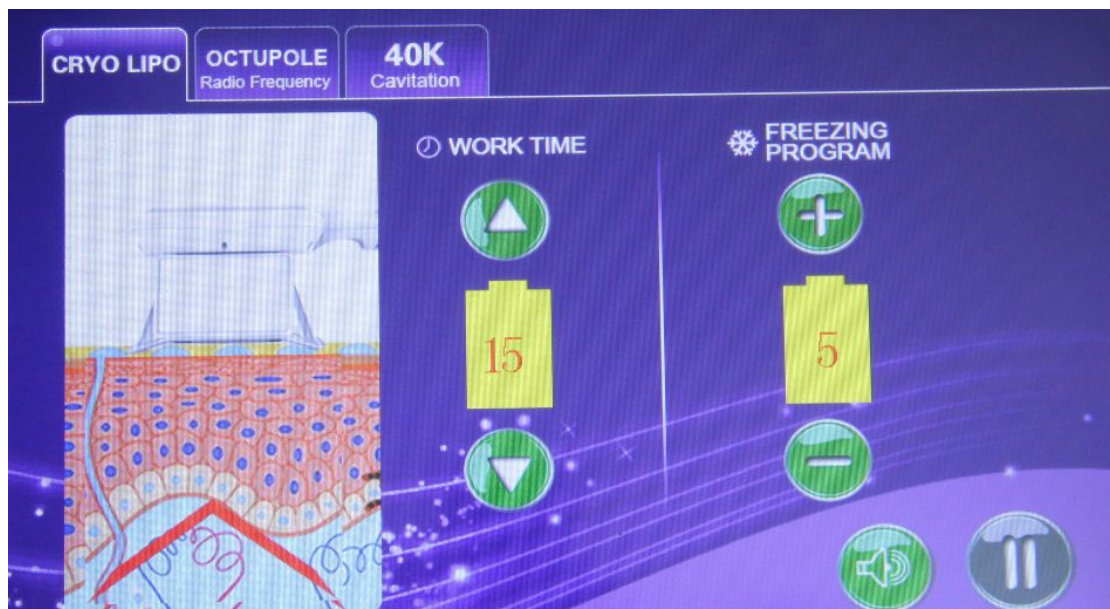 CRYO LIPO
OCTUPOLE
Radio Frequency
40K
Cavitation
WORK TIME
FREEZING
PROGRAM
15
5